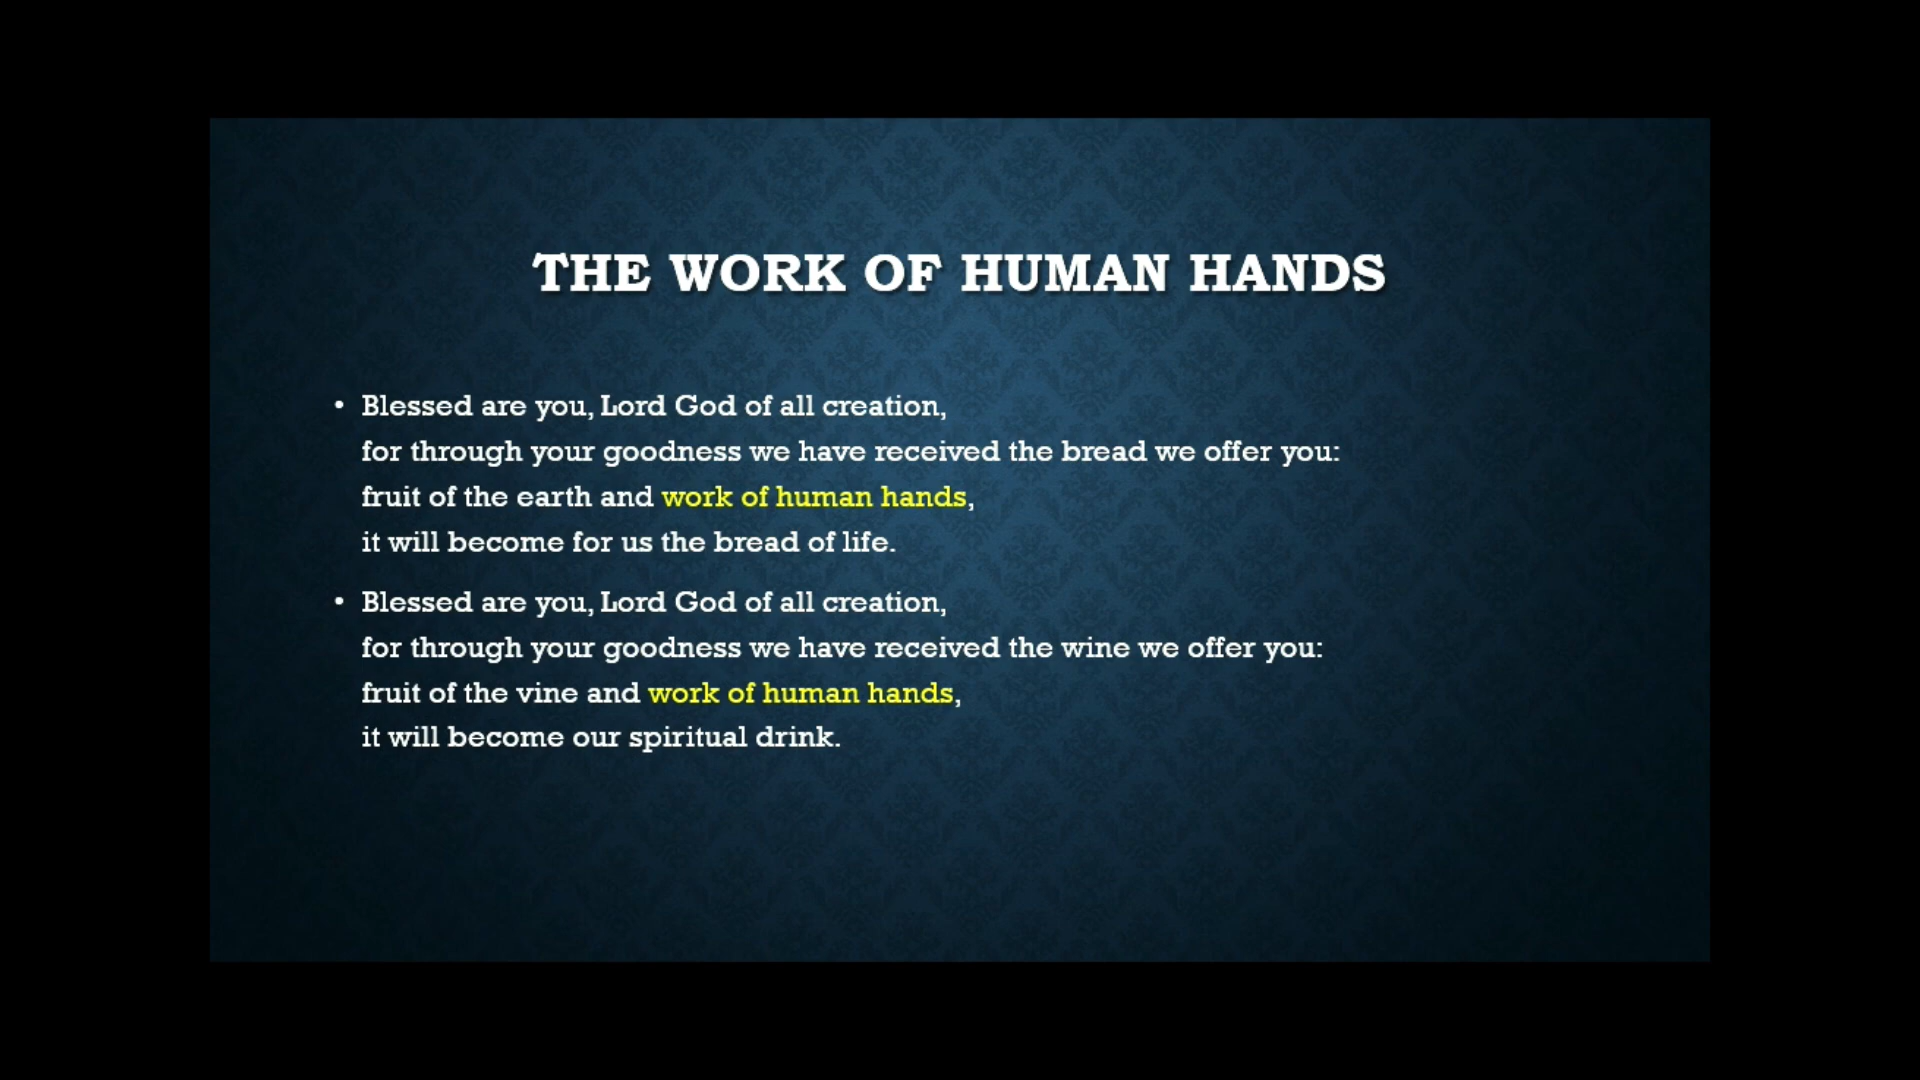 THE WORK OF HUMAN HANDS
• Blessed are you, Lord God of all creation,
for through your goodness we have received the bread we offer you:
fruit of the earth and work of human hands,
it will become for us the bread of life.
• Blessed are you, Lord God of all creation,
for through your goodness we have received the wine we offer you:
fruit of the vine and work of human hands,
it will become our spiritual drink.